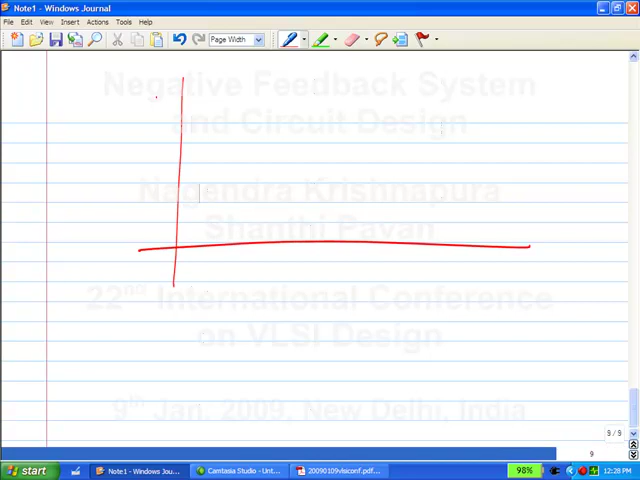 Note1 - Windows Journal
File Edit View Insert Actions Tools Help
Page Width
Negative Feedback System
and Circuit Design
Nagendra Krishnapura
Shanthi Pavan
22nd International Conference
on VLSI Design
9th Jan. 2009, New Delhi, India
9 / 9
9
start
Note1 - Windows Jou...
Camtasia Studio - Unt...
20090109vlsiconf.pdf...
98%
12:28 PM